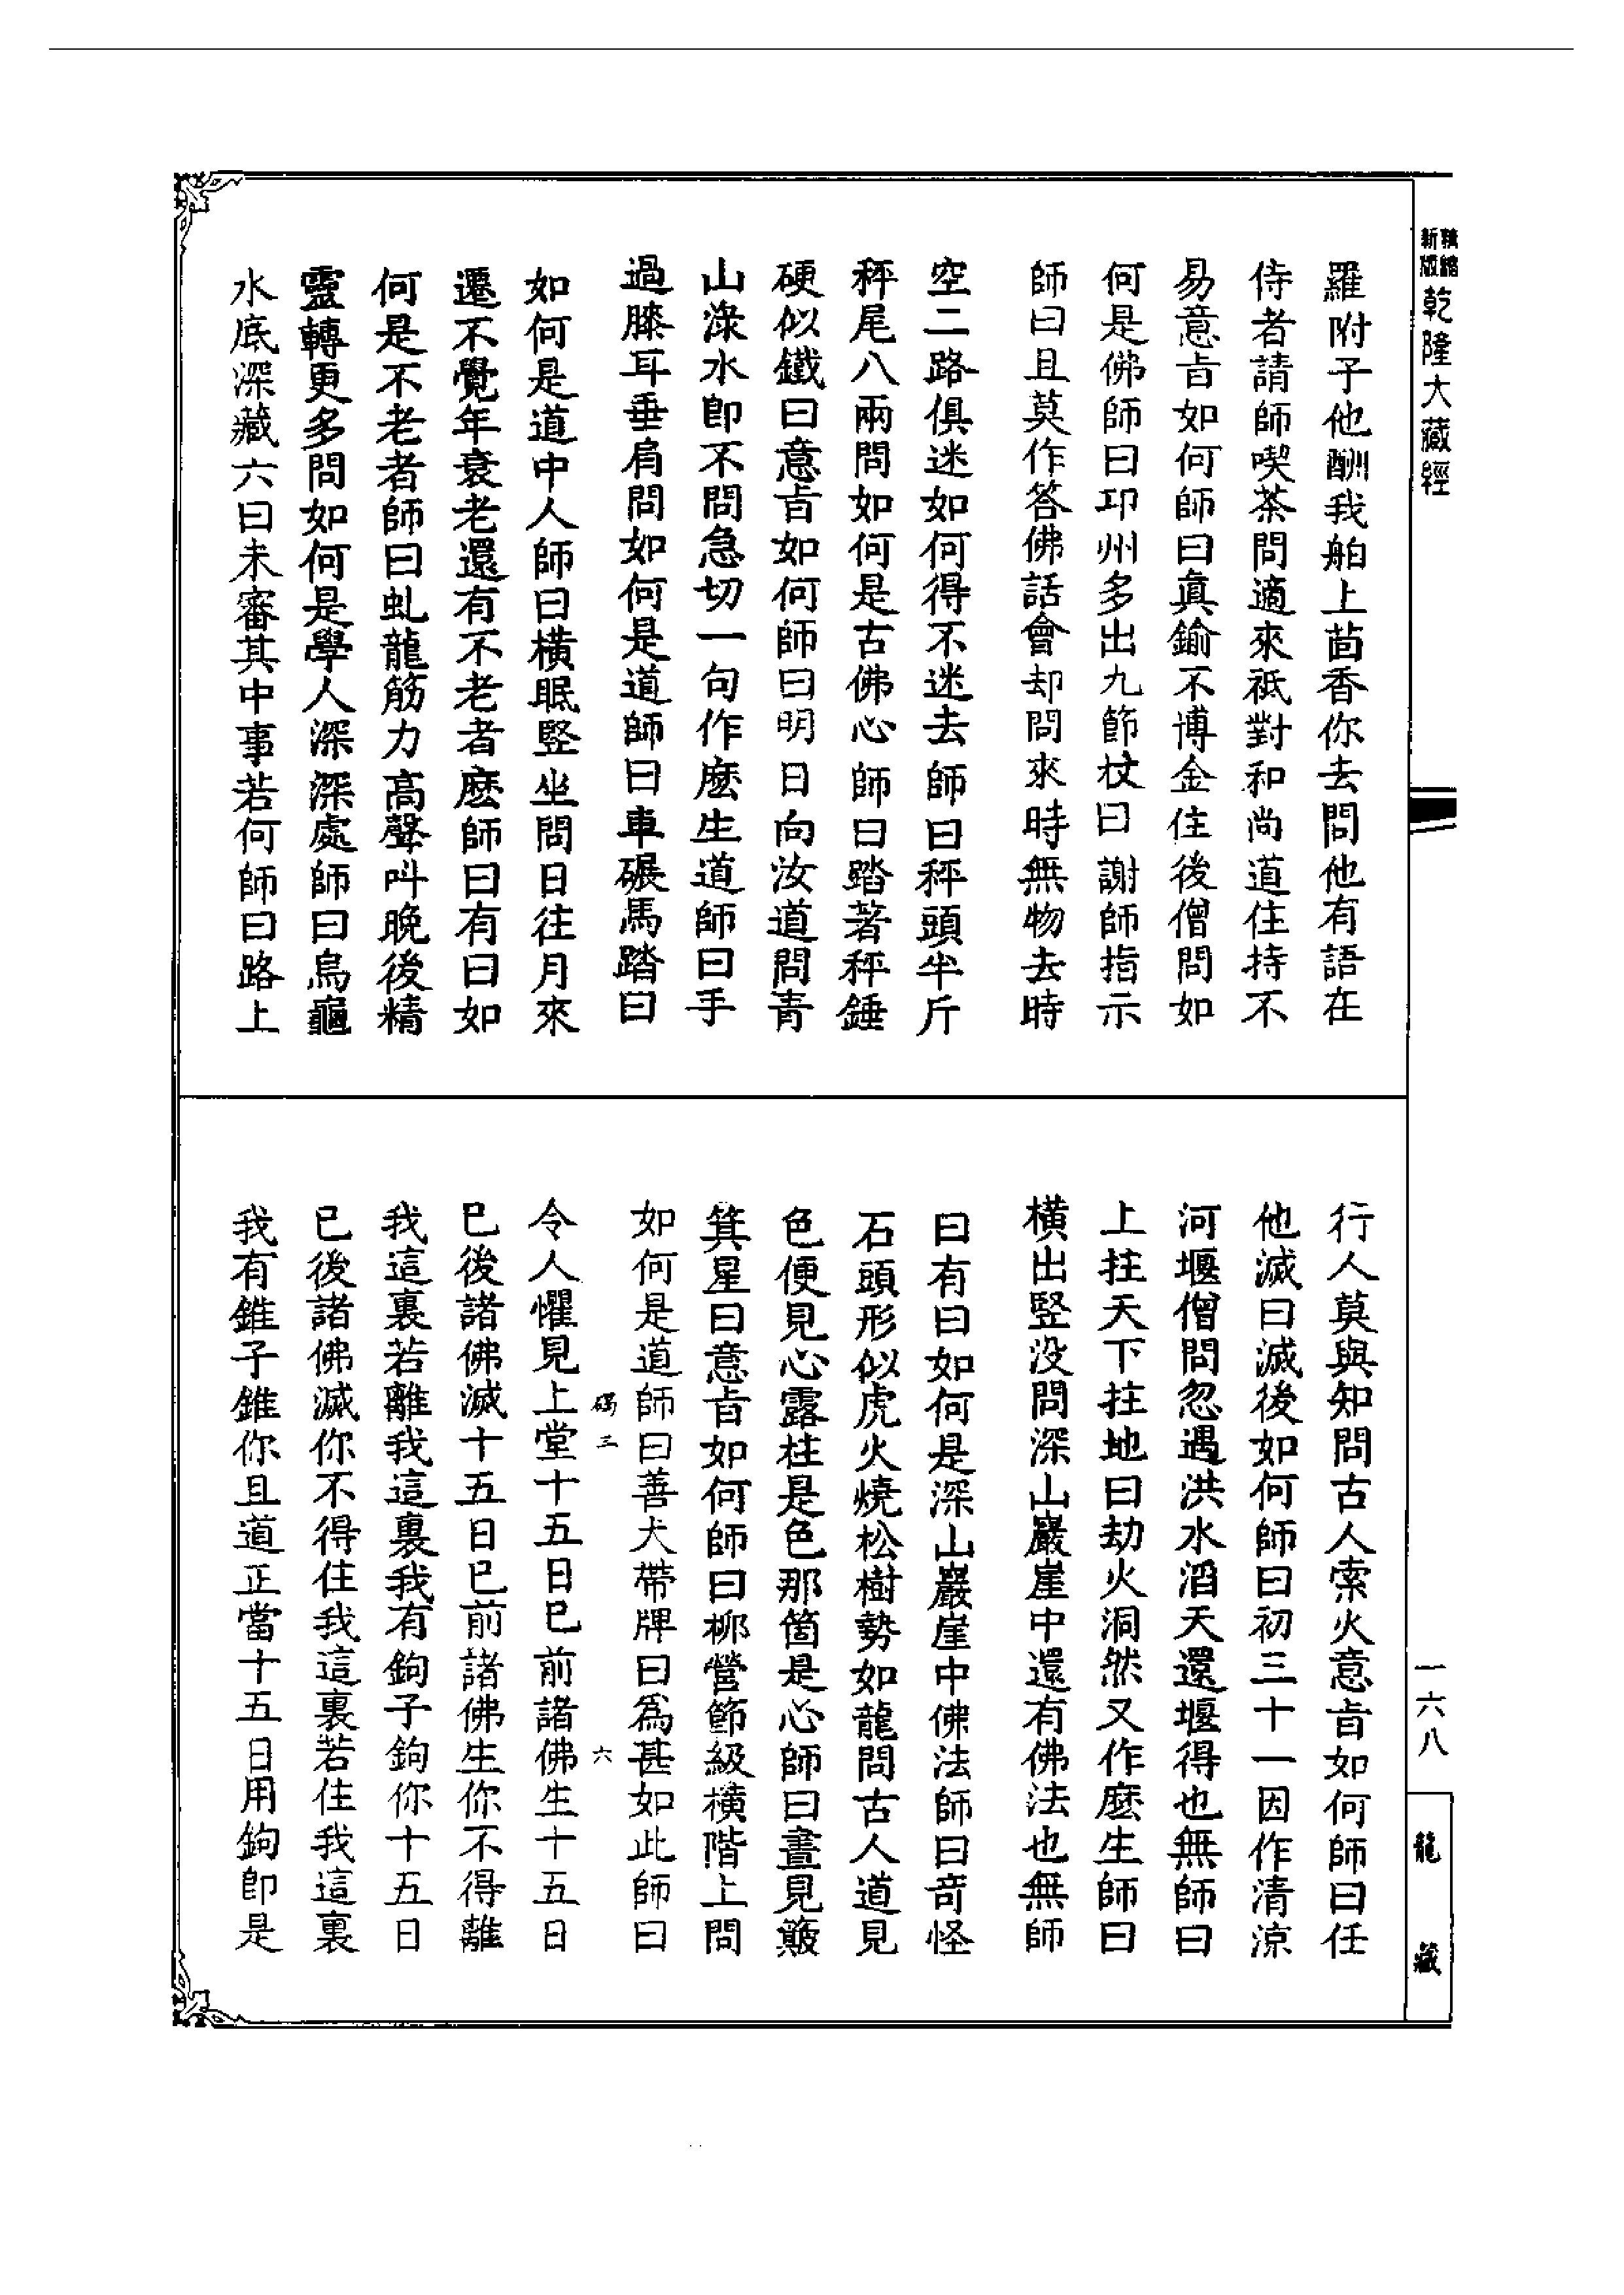 精縮新版乾隆大藏經
羅附子他酬我舶上茴香你去問他有語在
侍者請師喫茶問適來祇對和尚道住持不
易意旨如何師曰真鍮不博金住後僧問如
何是佛師曰邛州多出九節杖曰謝師指示
師曰且莫作答佛話會却問來時無物去時
空二路俱迷如何得不迷去師曰秤頭半斤
秤尾八兩問如何是古佛心師曰踏著秤錘
硬似鐵曰意旨如何師曰明日向汝道問青
山淥水即不問急切一句作麽生道師曰手
過膝耳垂肩問如何是道師曰車碾馬踏曰
如何是道中人師曰橫眠竪坐問日往月來
遷不覺年衰老還有不老者麽師曰有曰如
何是不老者師曰虬龍筋力高聲叫晚後精
靈轉更多問如何是學人深深處師曰烏龜
水底深藏六曰未審其中事若何師曰路上
行人莫與知問古人索火意旨如何師曰任
他滅曰滅後如何師曰初三十一因作清涼
河堰僧問忽遇洪水滔天還堰得也無師曰
上拄天下拄地曰劫火洞然又作麽生師曰
橫出竪没問深山巖崖中還有佛法也無師
曰有曰如何是深山巖崖中佛法師曰奇怪
石頭形似虎火燒松樹勢如龍問古人道見
色便見心露柱是色那箇是心師曰晝見簸
箕星曰意旨如何師曰柳營節級橫階上問
如何是道師曰善犬帶牌曰爲甚如此師曰
三 六
令人懼見上堂十五日已前諸佛生十五日
已後諸佛滅十五日已前諸佛生你不得離
我這裏若離我這裏我有鉤子鉤你十五日
已後諸佛滅你不得住我這裏若住我這裏
我有錐子錐你且道正當十五日用鉤即是
一六八
龍藏